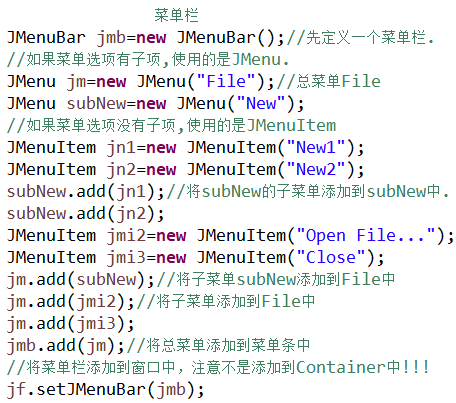 菜单栏
JMenuBar jmb=new JMenuBar();//先定义一个菜单栏.
//如果菜单选项有子项,使用的是JMenu.
JMenu jm=new JMenu("File");//总菜单File
JMenu subNew=new JMenu("New");
//如果菜单选项没有子项,使用的是JMenuItem
JMenuItem jn1=new JMenuItem("New1");
JMenuItem jn2=new JMenuItem("New2");
subNew.add(jn1);//将subNew的子菜单添加到subNew中.
subNew.add(jn2);
JMenuItem jmi2=new JMenuItem("Open File...");
JMenuItem jmi3=new JMenuItem("Close");
jm.add(subNew);//将子菜单subNew添加到File中
jm.add(jmi2);//将子菜单添加到File中
jm.add(jmi3);
jmb.add(jm);//将总菜单添加到菜单条中
//将菜单栏添加到窗口中，注意不是添加到Container中!!!
jf.setJMenuBar(jmb);